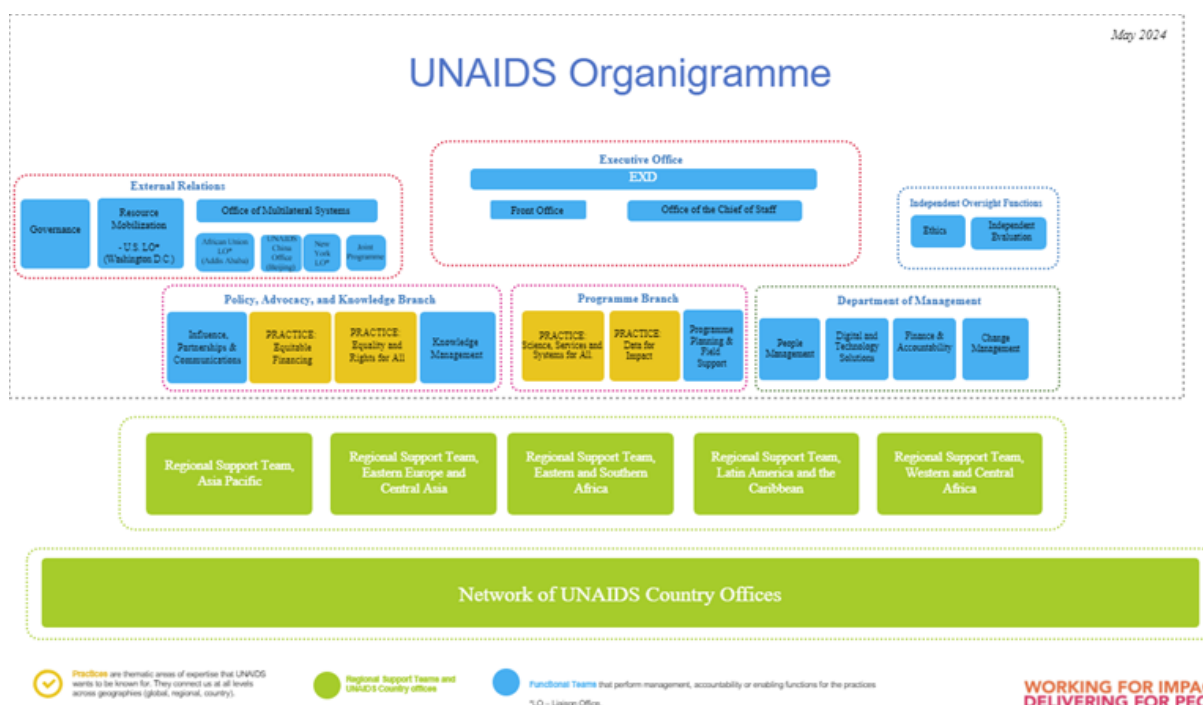 May 2024
UNAIDS Organigramme
Executive Office
EXD
Front Office
Office of the Chief of Staff
External Relations
Governance
Resource
Mobilization
- U.S. LO*
(Washington D.C.)
Office of Multilateral Systems
African Union
LO*
(Addis Ababa)
UNAIDS
China
Office
(Beijing)
New
York
LO*
Joint
Programme
Independent Oversight Functions
Ethics
Independent
Evaluation
Policy, Advocacy, and Knowledge Branch
Influence,
Partnerships &
Communications
PRACTICE:
Equitable
Financing
PRACTICE:
Equality and
Rights for All
Knowledge
Management
Programme Branch
PRACTICE:
Science, Services and
Systems for All.
PRACTICE:
Data for
Impact
Programme
Planning &
Field
Support
Department of Management
People
Management
Digital and
Technology
Solutions
Finance &
Accountability
Change
Management
Regional Support Team,
Asia Pacific
Regional Support Team,
Eastern Europe and
Central Asia
Regional Support Team,
Eastern and Southern
Africa
Regional Support Team,
Latin America and the
Caribbean
Regional Support Team,
Western and Central
Africa
Network of UNAIDS Country Offices
Practices are thematic areas of expertise that UNAIDS
wants to be known for. They connect us at all levels
across geographies (global, regional, country).
Regional Support Teams and
UNAIDS Country offices
Functional Teams that perform management, accountability or enabling functions for the practices
*LO – Liaison Office
WORKING FOR IMPA
DELIVERING FOR PEO